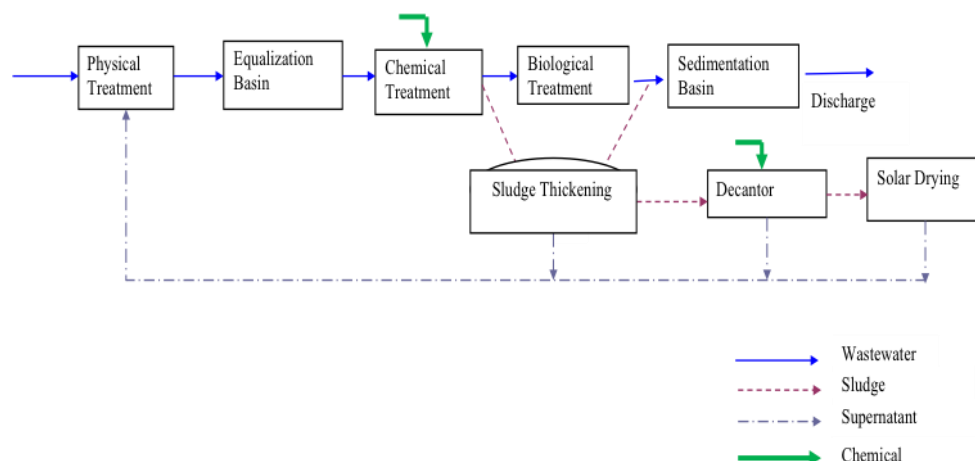 Physical
Treatment
Equalization
Basin
Chemical
Treatment
Biological
Treatment
Sedimentation
Basin
Discharge
Sludge Thickening
Decantor
Solar Drying
Wastewater
Sludge
Supernatant
Chemical